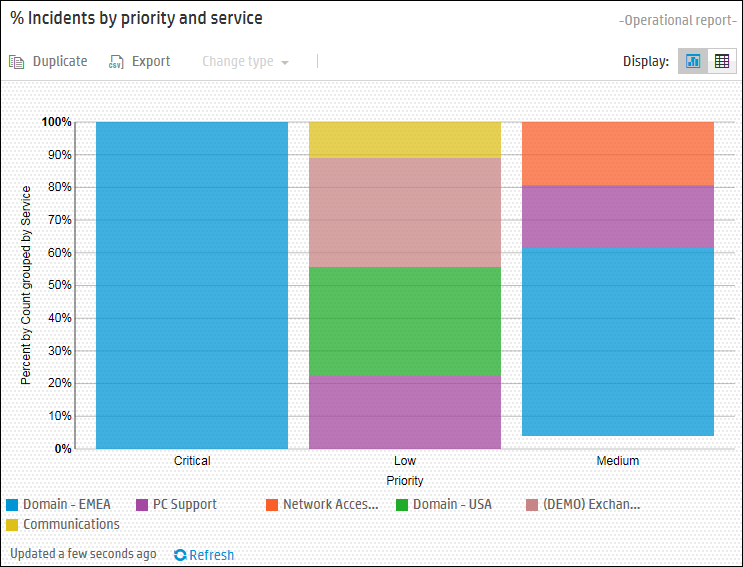 % Incidents by priority and service
-Operational report-
Duplicate
CSV Export
Change type
Display:
Percent by Count grouped by Service
100%
90%
80%
70%
60%
50%
40%
30%
20%
10%
0%
Critical Low Medium
Priority
Domain - EMEA PC Support Network Acces... Domain - USA (DEMO) Exchan...
Communications
Updated a few seconds ago Refresh